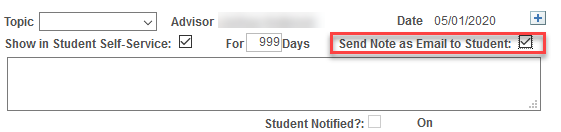 Topic Advisor Date 05/01/2020 +
Show in Student Self-Service: For 999 Days Send Note as Email to Student:
Student Notified?: On